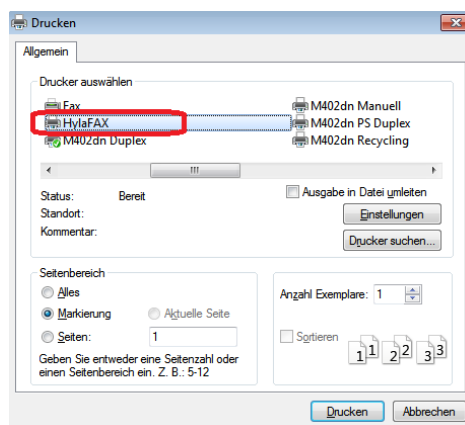 Drucken
Allgemein
Drucker auswählen
Fax
HylaFAX
M402dn Duplex
M402dn Manuell
M402dn PS Duplex
M402dn Recycling
Status: Bereit
Standort:
Kommentar:
Ausgabe in Datei umleiten
Einstellungen
Drucker suchen...
Seitenbereich
Alles
Markierung Aktuelle Seite
Seiten: 1
Geben Sie entweder eine Seitenzahl oder
einen Seitenbereich ein. Z. B.: 5-12
Anzahl Exemplare: 1
Sortieren
1 1 2 2 3 3
Drucken Abbrechen